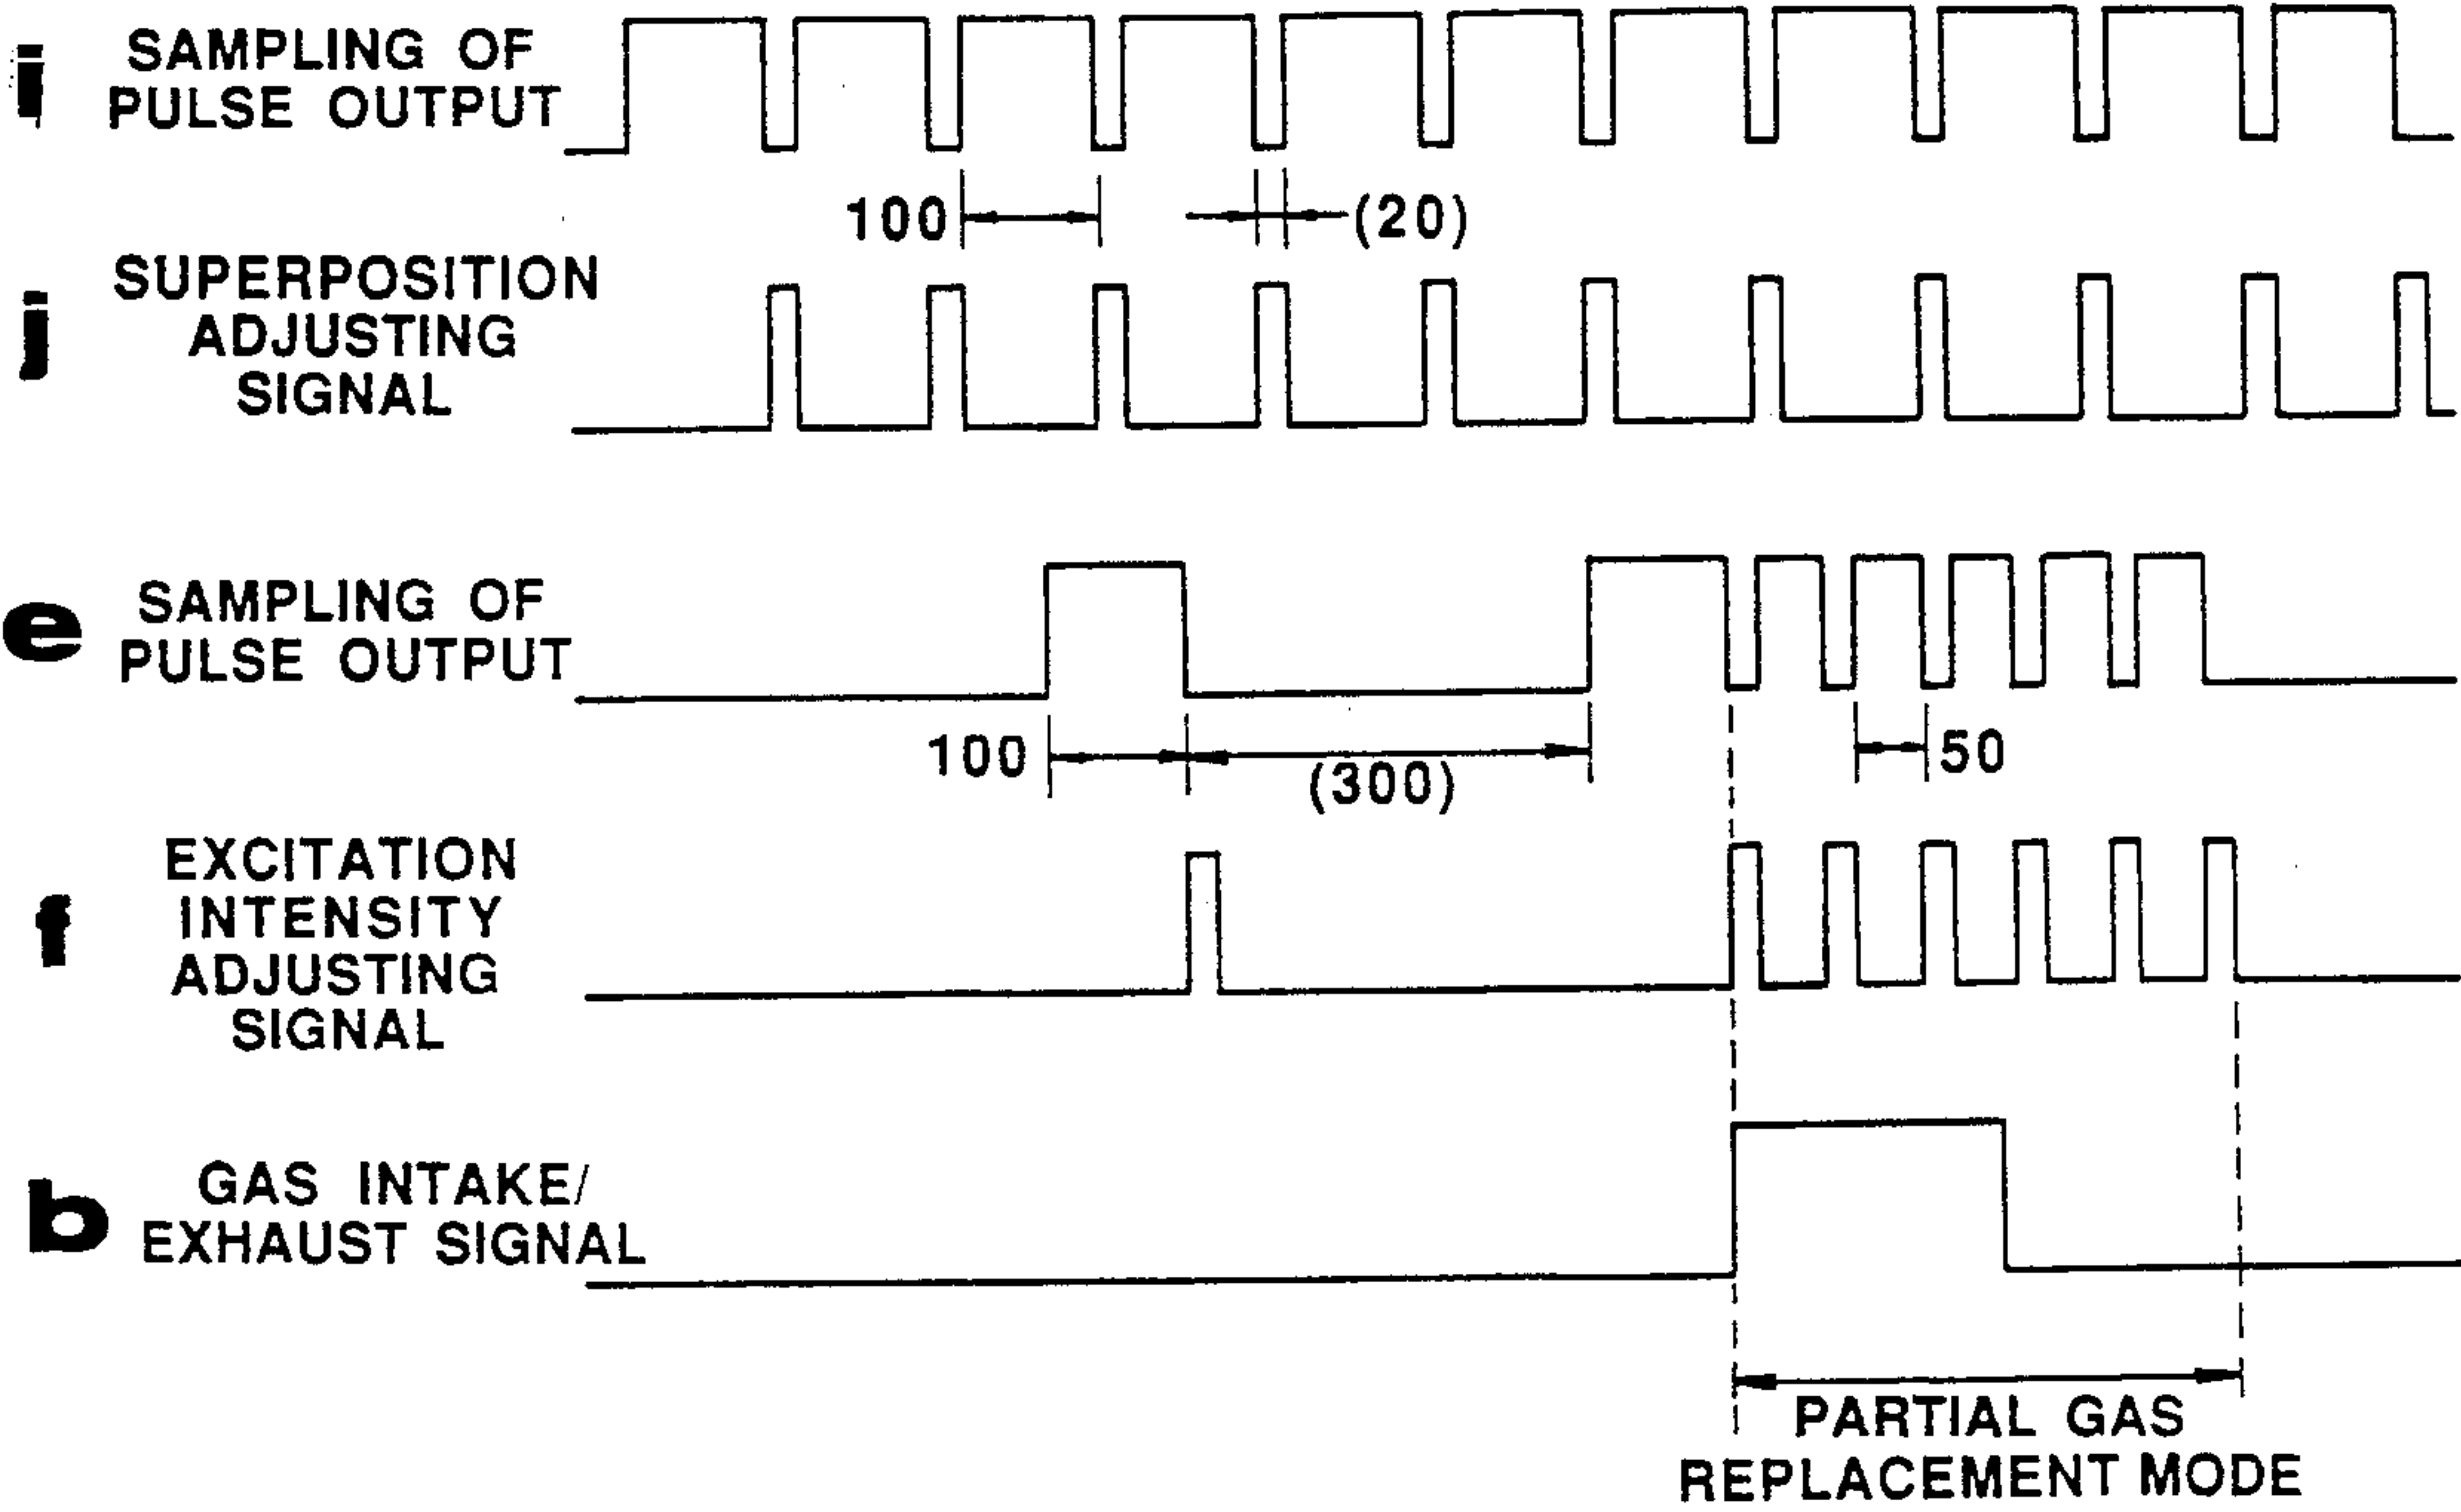 i SAMPLING OF
PULSE OUTPUT
100
(20)
j SUPERPOSITION
ADJUSTING
SIGNAL
e SAMPLING OF
PULSE OUTPUT
100
(300)
50
f EXCITATION
INTENSITY
ADJUSTING
SIGNAL
b GAS INTAKE/
EXHAUST SIGNAL
PARTIAL GAS
REPLACEMENT MODE